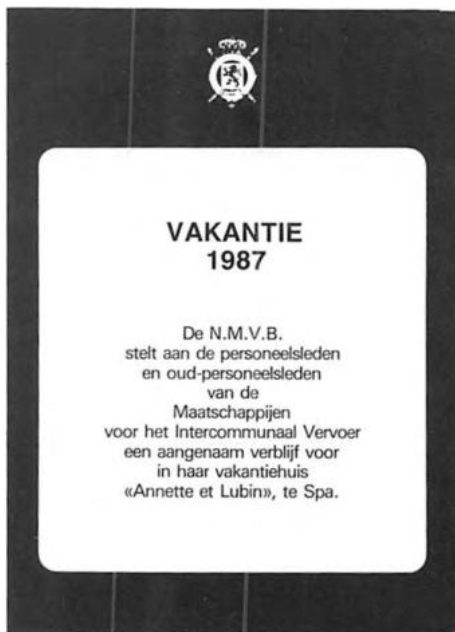 VAKANTIE
1987
De N.M.V.B.
stelt aan de personeelsleden
en oud-personeelsleden
van de
Maatschappijen
voor het Intercommunaal Vervoer
een aangenaam verblijf voor
in haar vakantiehuis
«Annette et Lubin», te Spa.